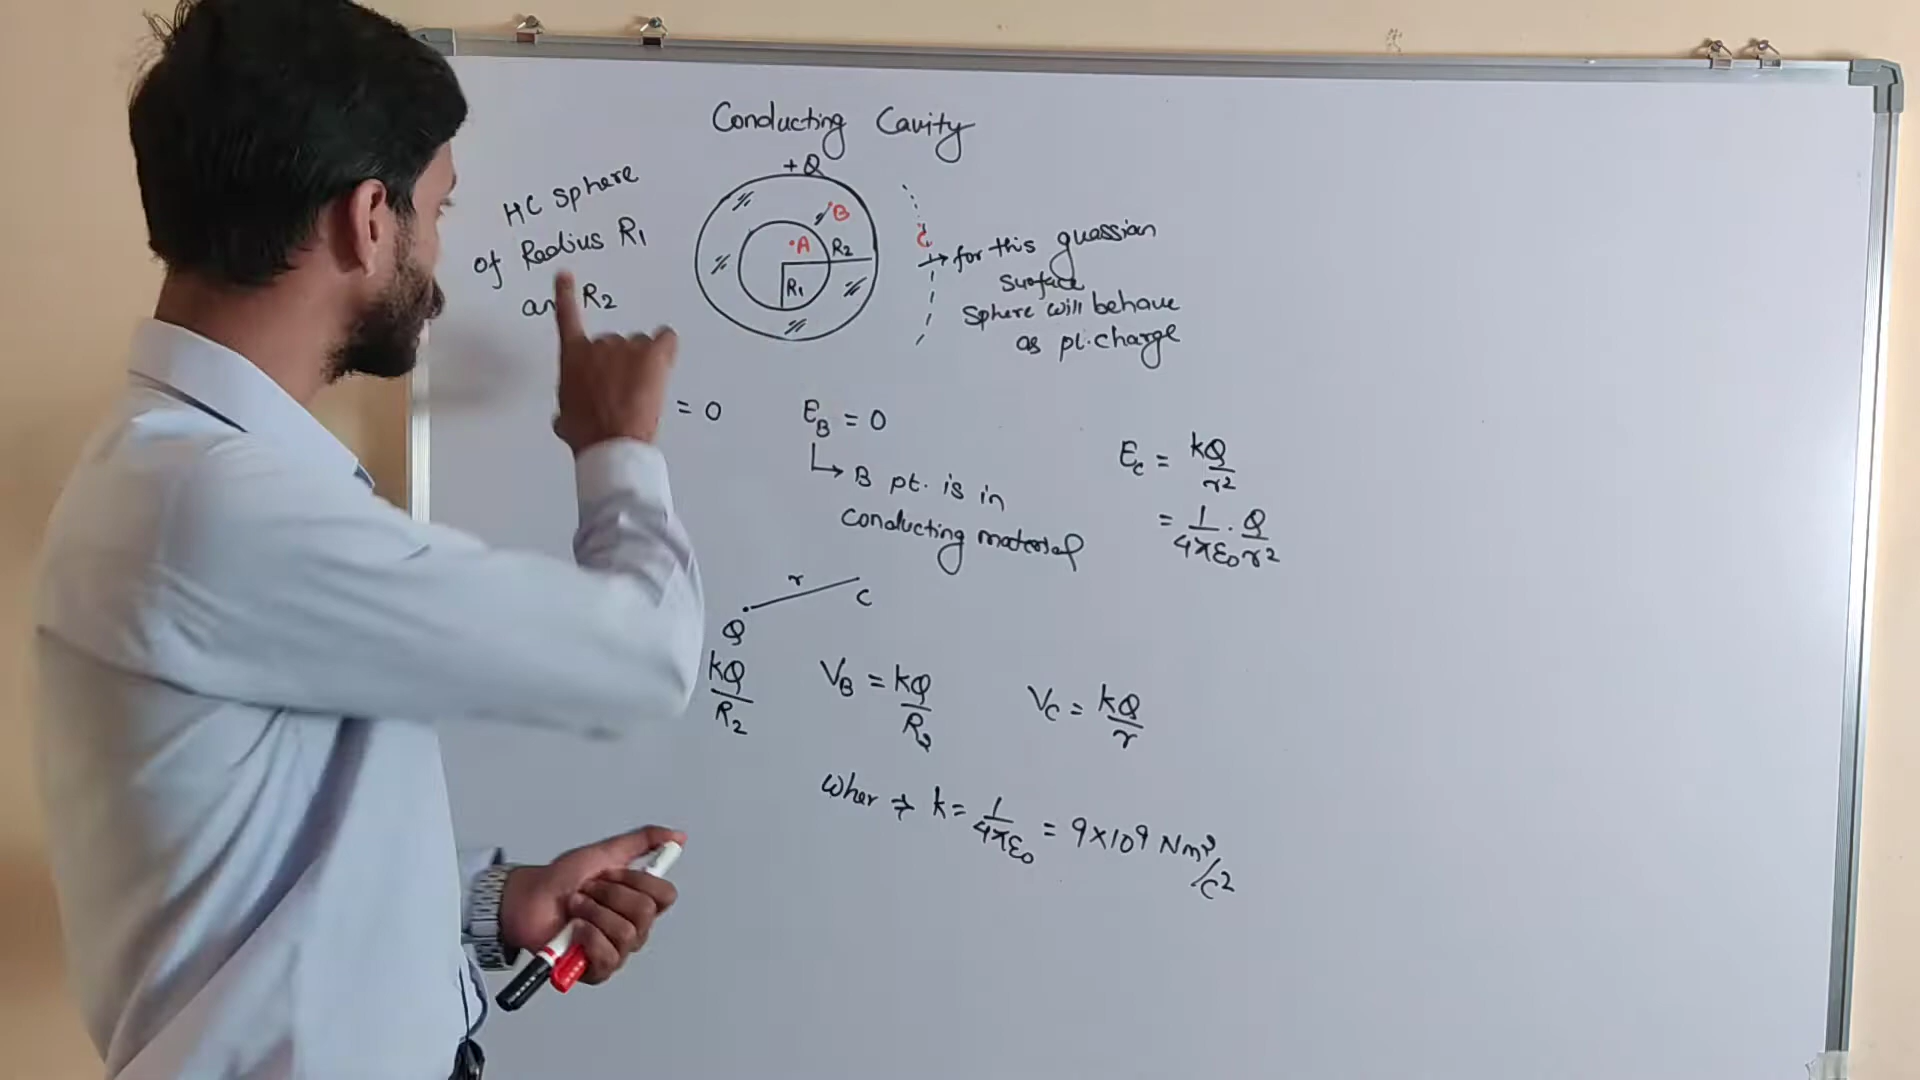 Conducting Cavity
HC Sphere
of Radius R₁
an R₂
+Q
•A
B
R₂
R₁
C
→ for this guassian
Surface
Sphere will behave
as pt. charge
= 0
E_B = 0
↳ B pt. is in
conducting material
E_c = kQ/r²
= 1/4πε₀ · Q/r²
r
C
Q
kQ/R₂
V_B = kQ/R₂
V_C = kQ/r
Wher ⇒ k = 1/4πε₀ = 9×10⁹ Nm²/C²